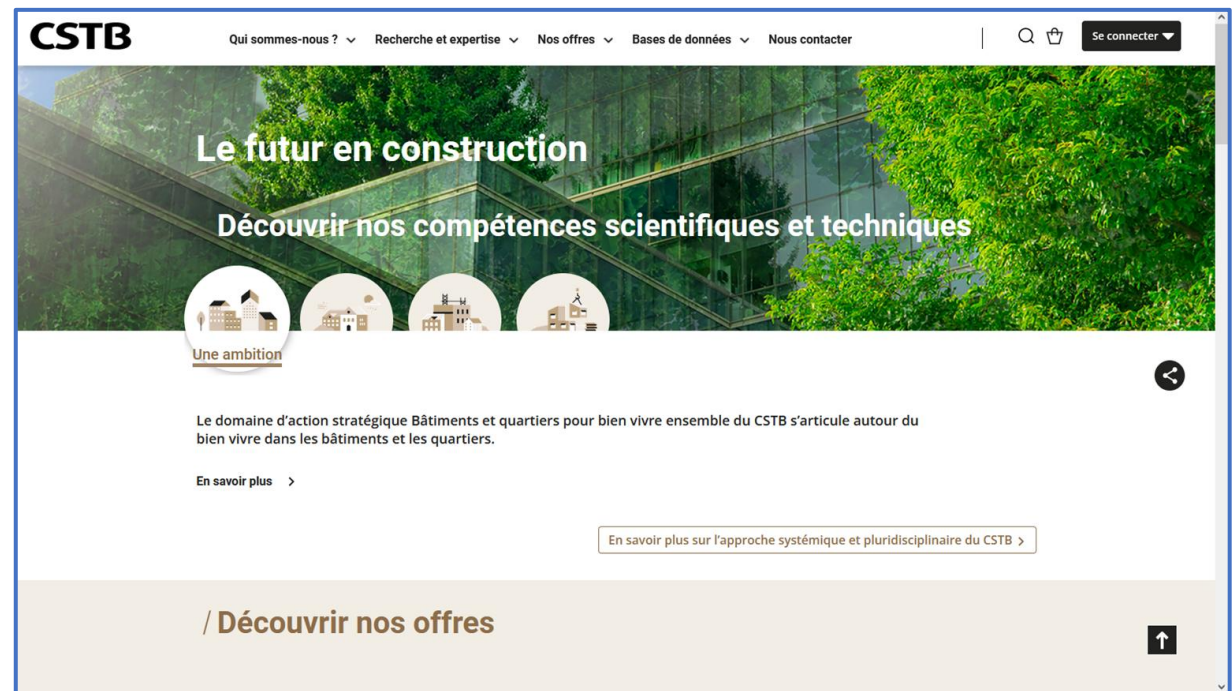 CSTB
Qui sommes-nous ? Recherche et expertise Nos offres Bases de données Nous contacter Se connecter
Le futur en construction
Découvrir nos compétences scientifiques et techniques
Une ambition
Le domaine d’action stratégique Bâtiments et quartiers pour bien vivre ensemble du CSTB s’articule autour du
bien vivre dans les bâtiments et les quartiers.
En savoir plus >
En savoir plus sur l’approche systémique et pluridisciplinaire du CSTB >
/ Découvrir nos offres